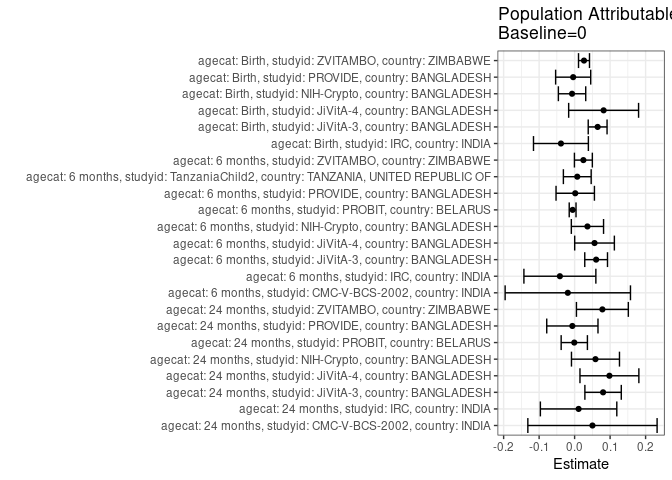 Population Attributable
Baseline=0
agecat: Birth, studyid: ZVITAMBO, country: ZIMBABWE
agecat: Birth, studyid: PROVIDE, country: BANGLADESH
agecat: Birth, studyid: NIH-Crypto, country: BANGLADESH
agecat: Birth, studyid: JiVitA-4, country: BANGLADESH
agecat: Birth, studyid: JiVitA-3, country: BANGLADESH
agecat: Birth, studyid: IRC, country: INDIA
agecat: 6 months, studyid: ZVITAMBO, country: ZIMBABWE
agecat: 6 months, studyid: TanzaniaChild2, country: TANZANIA, UNITED REPUBLIC OF
agecat: 6 months, studyid: PROVIDE, country: BANGLADESH
agecat: 6 months, studyid: PROBIT, country: BELARUS
agecat: 6 months, studyid: NIH-Crypto, country: BANGLADESH
agecat: 6 months, studyid: JiVitA-4, country: BANGLADESH
agecat: 6 months, studyid: JiVitA-3, country: BANGLADESH
agecat: 6 months, studyid: IRC, country: INDIA
agecat: 6 months, studyid: CMC-V-BCS-2002, country: INDIA
agecat: 24 months, studyid: ZVITAMBO, country: ZIMBABWE
agecat: 24 months, studyid: PROVIDE, country: BANGLADESH
agecat: 24 months, studyid: PROBIT, country: BELARUS
agecat: 24 months, studyid: NIH-Crypto, country: BANGLADESH
agecat: 24 months, studyid: JiVitA-4, country: BANGLADESH
agecat: 24 months, studyid: JiVitA-3, country: BANGLADESH
agecat: 24 months, studyid: IRC, country: INDIA
agecat: 24 months, studyid: CMC-V-BCS-2002, country: INDIA
-0.2 -0.1 0.0 0.1 0.2
Estimate